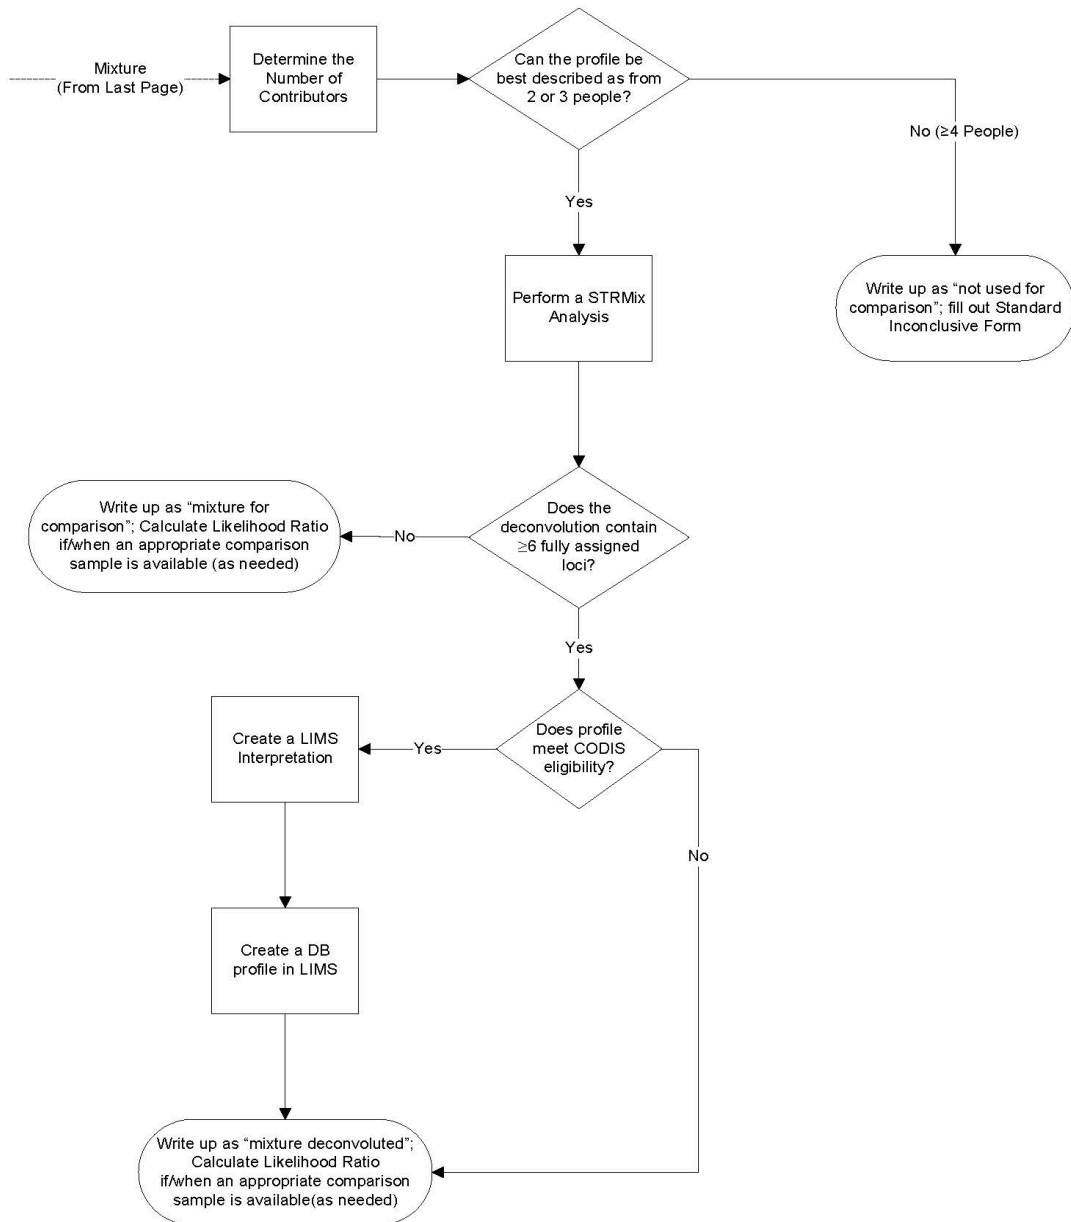 Mixture
(From Last Page)
Determine the
Number of
Contributors
Can the profile be
best described as from
2 or 3 people?
No (≥4 People)
Yes
Write up as “not used for
comparison”; fill out Standard
Inconclusive Form
Perform a STRMix
Analysis
Does the
deconvolution contain
≥6 fully assigned
loci?
No
Write up as “mixture for
comparison”; Calculate Likelihood Ratio
if/when an appropriate comparison
sample is available (as needed)
Yes
Does profile
meet CODIS
eligibility?
Yes
Create a LIMS
Interpretation
No
Create a DB
profile in LIMS
Write up as “mixture deconvoluted”;
Calculate Likelihood Ratio
if/when an appropriate comparison
sample is available(as needed)